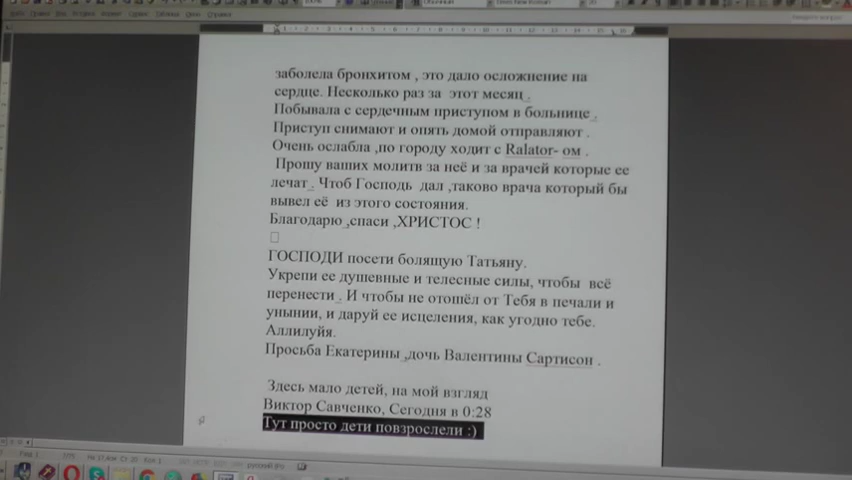 заболела бронхитом , это дало осложнение на
сердце. Несколько раз за  этот месяц .
Побывала с сердечным приступом в больнице .
Приступ снимают и опять домой отправляют .
Очень ослабла ,по городу ходит с Ralator- ом .
Прошу ваших молитв за неё и за врачей которые ее
лечат . Чтоб Господь  дал ,таково врача который бы
вывел её  из этого состояния.
Благодарю ,спаси ,ХРИСТОС !
ГОСПОДИ посети болящую Татьяну.
Укрепи ее душевные и телесные силы, чтобы  всё
перенести . И чтобы не отошёл от Тебя в печали и
унынии, и даруй ее исцеления, как угодно тебе.
Аллилуйя.
Просьба Екатерины ,дочь Валентины Сартисон .
Здесь мало детей, на мой взгляд
Виктор Савченко, Сегодня в 0:28
Тут просто дети повзрослели :)